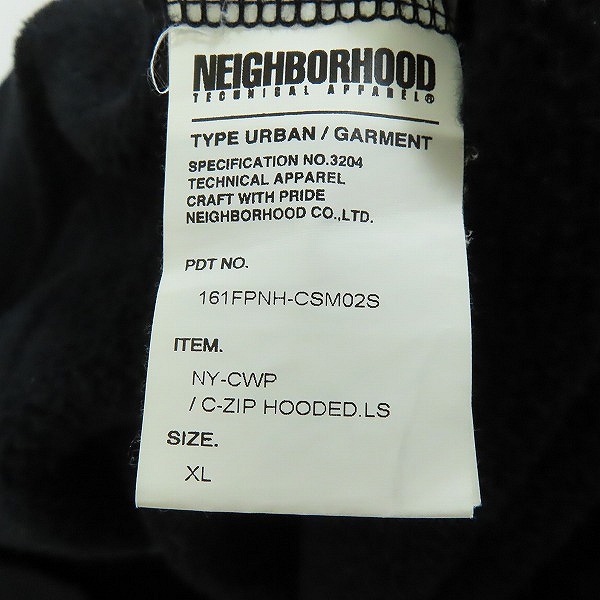 NEIGHBORHOOD
TECHNICAL APPAREL®
TYPE URBAN / GARMENT
SPECIFICATION NO.3204
TECHNICAL APPAREL
CRAFT WITH PRIDE
NEIGHBORHOOD CO.,LTD.
PDT NO.
161FPNH-CSM02S
ITEM.
NY-CWP
/ C-ZIP HOODED.LS
SIZE.
XL